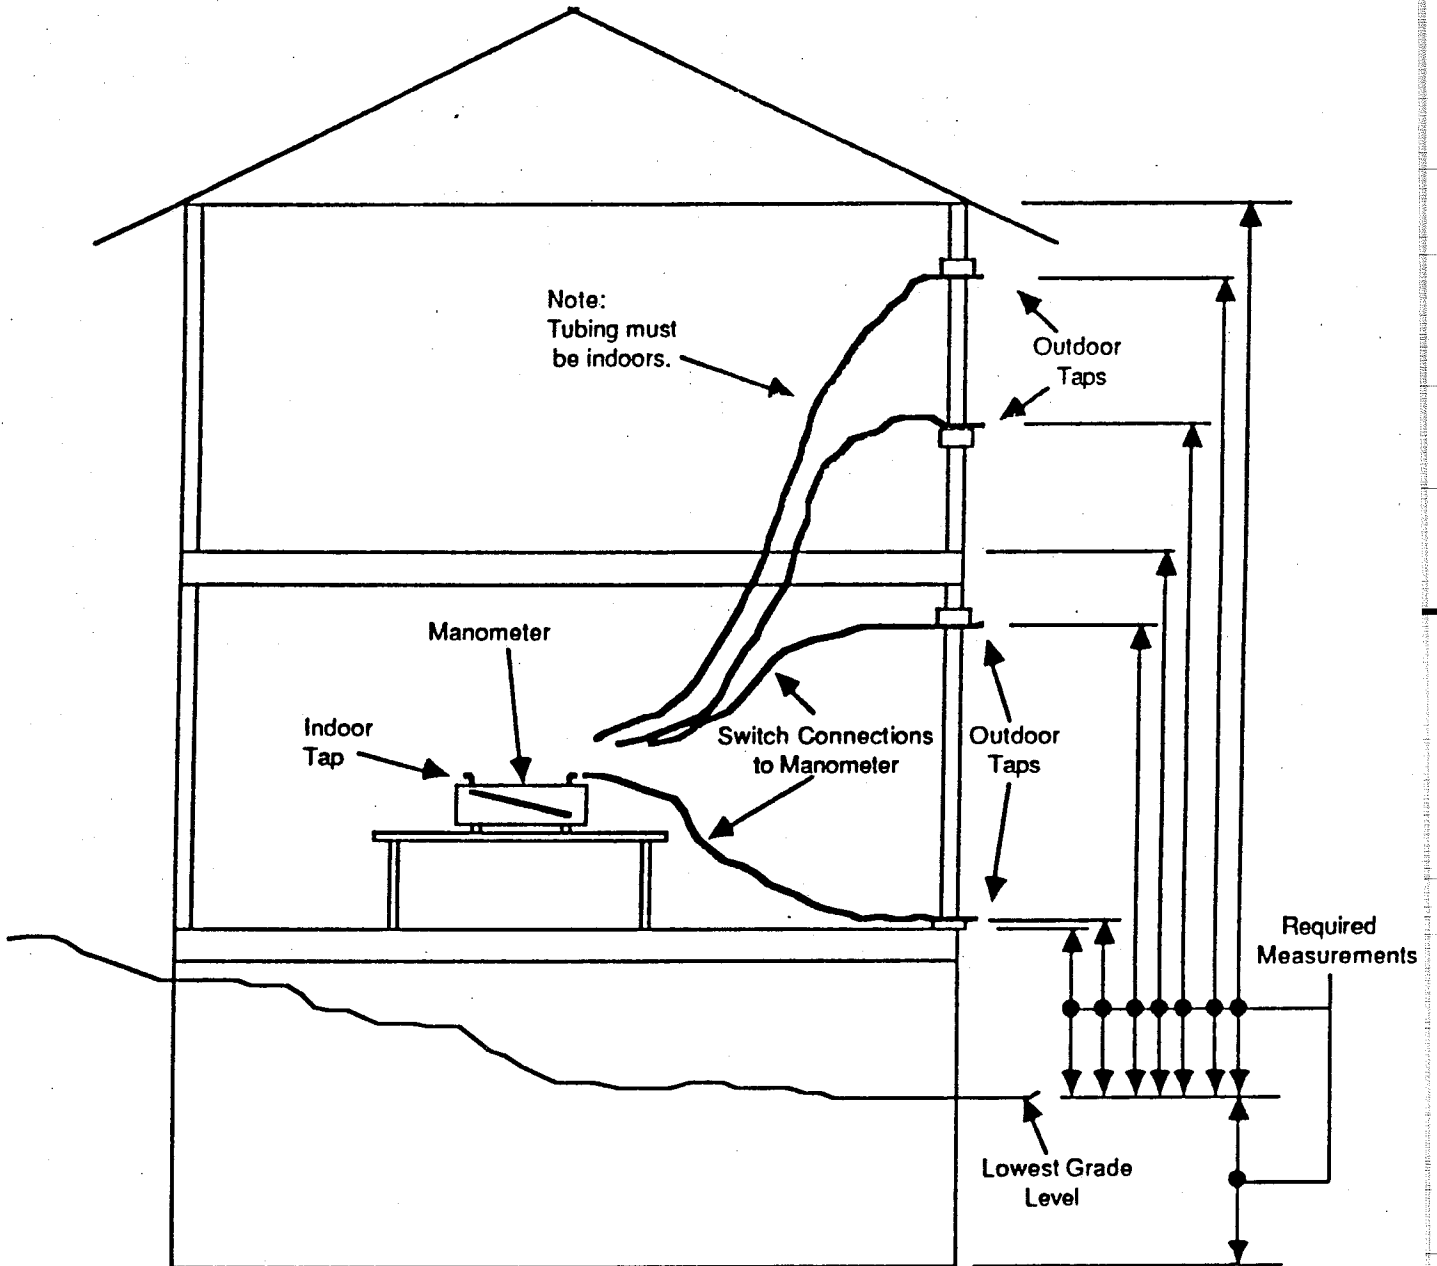 Note:
Tubing must
be indoors.
Outdoor
Taps
Manometer
Indoor
Tap
Switch Connections
to Manometer
Outdoor
Taps
Required
Measurements
Lowest Grade
Level